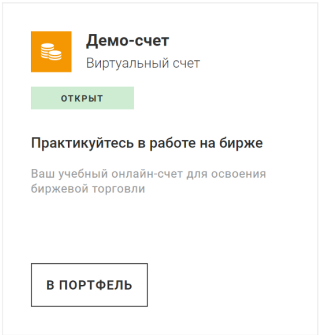 Демо-счет
Виртуальный счет
ОТКРЫТ
Практикуйтесь в работе на бирже
Ваш учебный онлайн-счет для освоения
биржевой торговли
В ПОРТФЕЛЬ